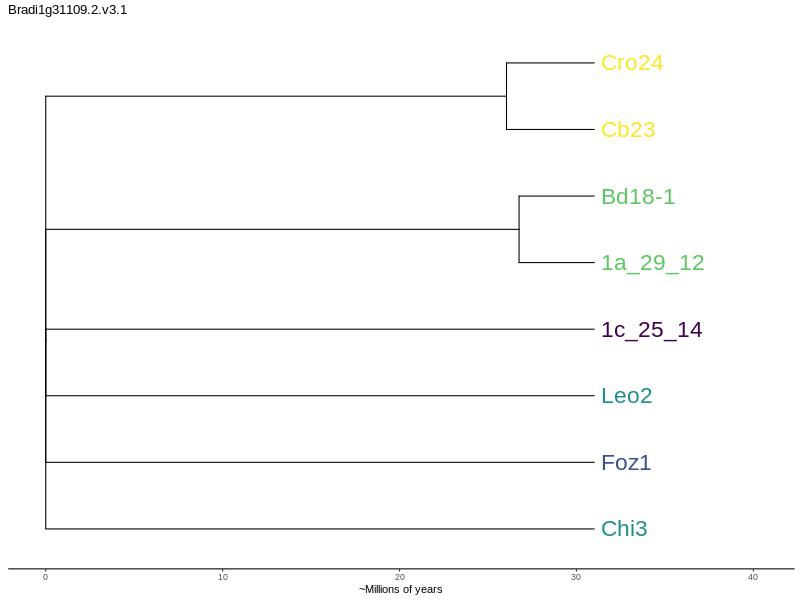 Bradi1g31109.2.v3.1
Cro24
Cb23
Bd18-1
1a_29_12
1c_25_14
Leo2
Foz1
Chi3
0 10 20 30 40
~Millions of years